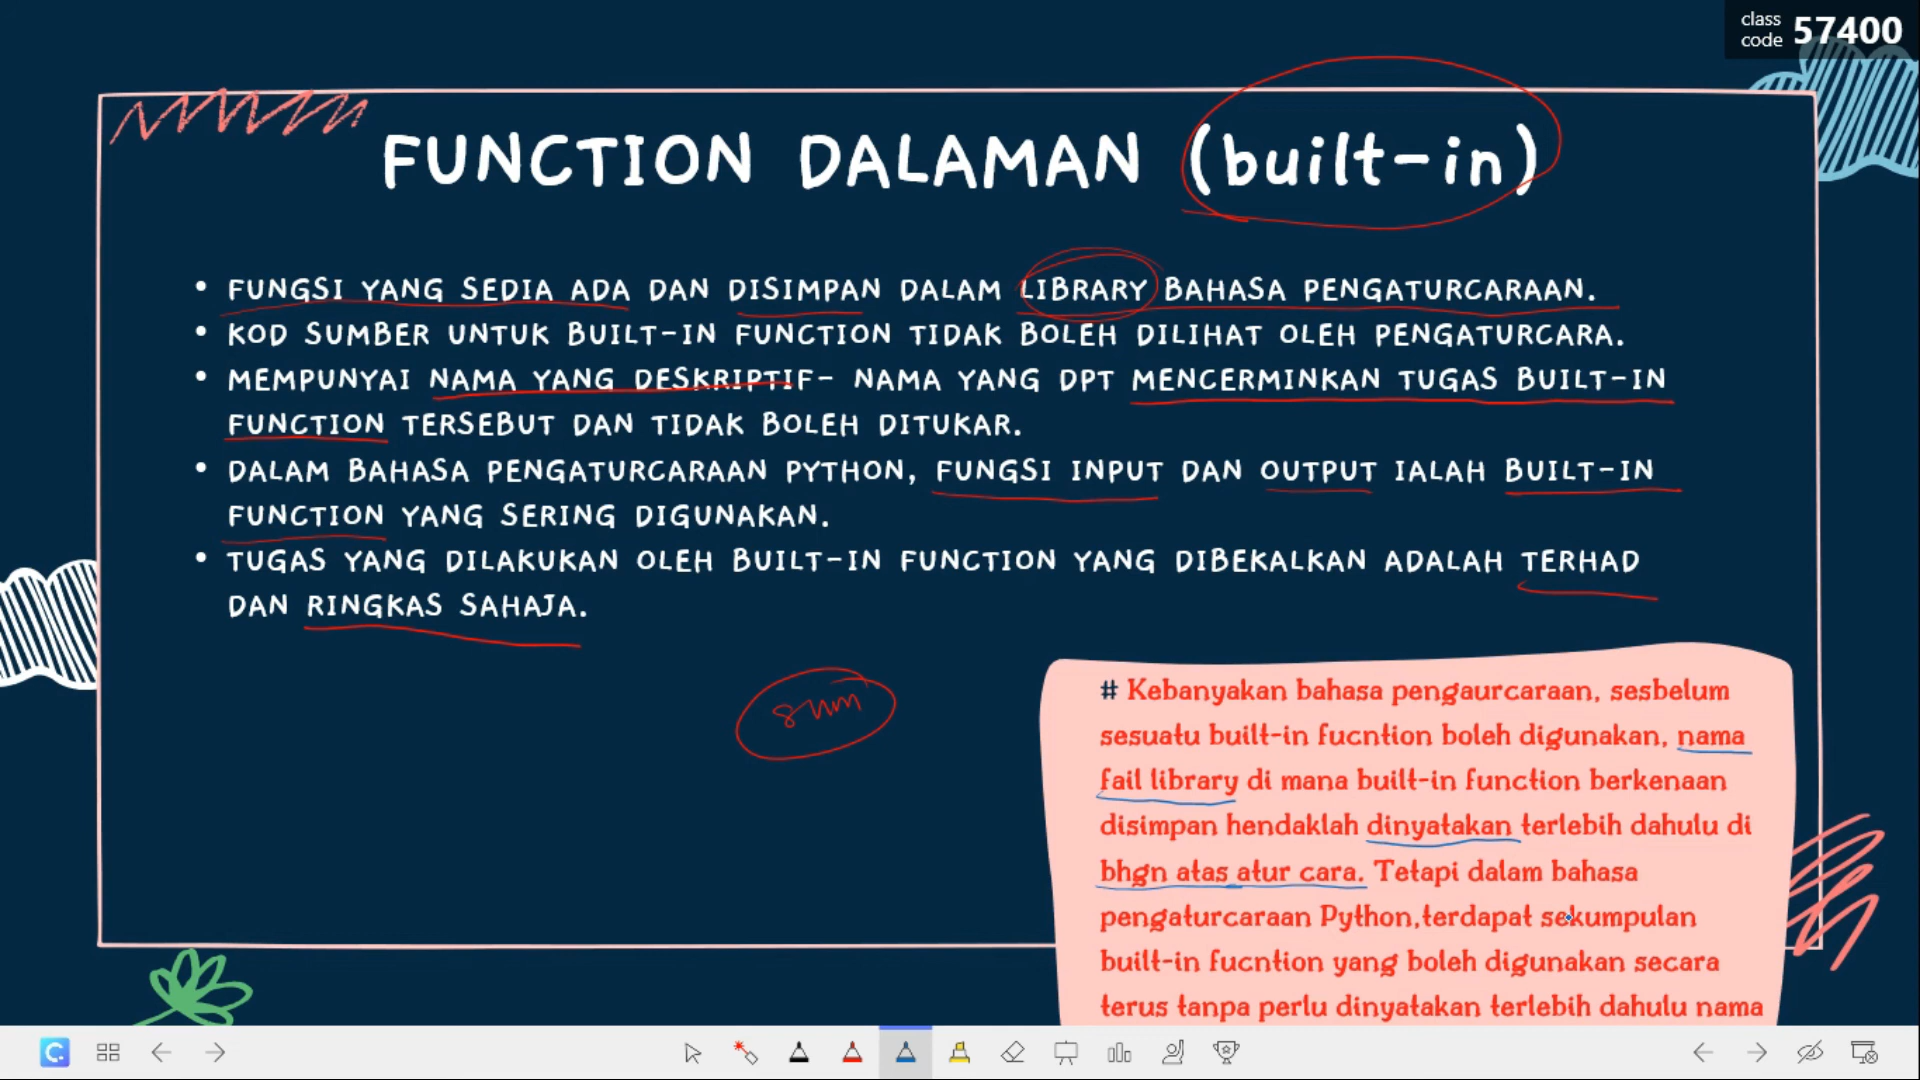 class code 57400
FUNCTION DALAMAN (built-in)
• FUNGSI YANG SEDIA ADA DAN DISIMPAN DALAM LIBRARY BAHASA PENGATURCARAAN.
• KOD SUMBER UNTUK BUILT-IN FUNCTION TIDAK BOLEH DILIHAT OLEH PENGATURCARA.
• MEMPUNYAI NAMA YANG DESKRIPTIF- NAMA YANG DPT MENCERMINKAN TUGAS BUILT-IN
FUNCTION TERSEBUT DAN TIDAK BOLEH DITUKAR.
• DALAM BAHASA PENGATURCARAAN PYTHON, FUNGSI INPUT DAN OUTPUT IALAH BUILT-IN
FUNCTION YANG SERING DIGUNAKAN.
• TUGAS YANG DILAKUKAN OLEH BUILT-IN FUNCTION YANG DIBEKALKAN ADALAH TERHAD
DAN RINGKAS SAHAJA.
sum
# Kebanyakan bahasa pengaurcaraan, sesbelum
sesuatu built-in fucntion boleh digunakan, nama
fail library di mana built-in function berkenaan
disimpan hendaklah dinyatakan terlebih dahulu di
bhgn atas atur cara. Tetapi dalam bahasa
pengaturcaraan Python,terdapat sekumpulan
built-in fucntion yang boleh digunakan secara
terus tanpa perlu dinyatakan terlebih dahulu nama